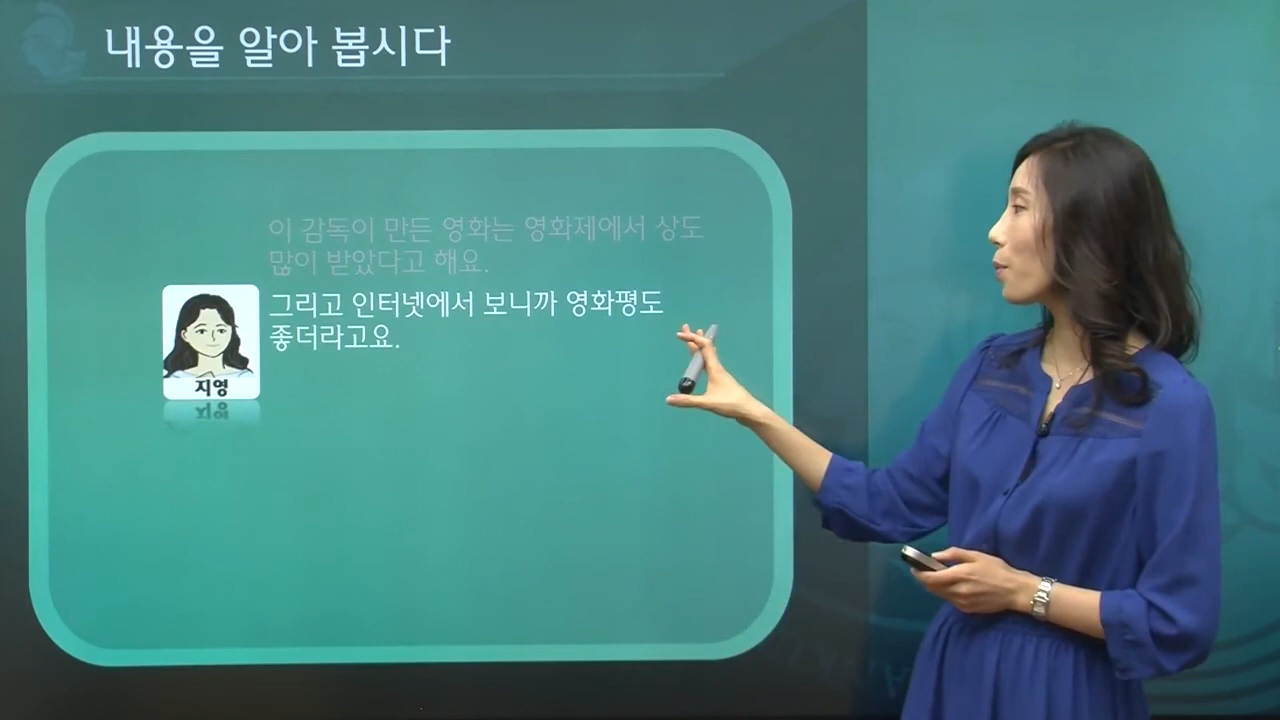 내용을 알아 봅시다
이 감독이 만든 영화는 영화제에서 상도
많이 받았다고 해요.
그리고 인터넷에서 보니까 영화평도
좋더라고요.
지영